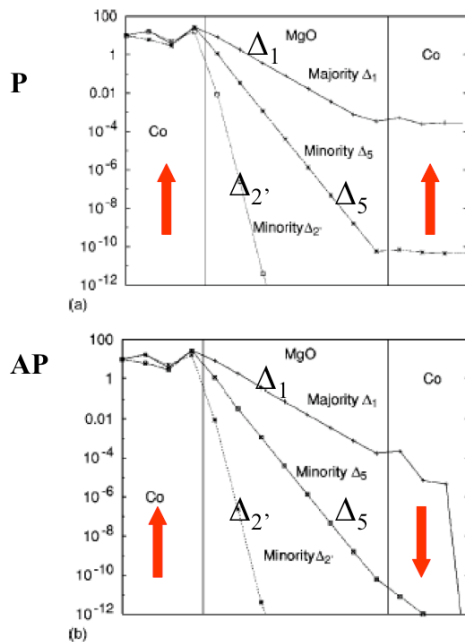 P
100
1
0.01
10^-4
10^-6
10^-8
10^-10
10^-12
MgO
Co
Co
Δ1
Majority Δ1
Minority Δ5
Δ5
Δ2'
Minority Δ2'
(a)
AP
100
1
0.01
10^-4
10^-6
10^-8
10^-10
10^-12
MgO
Co
Co
Δ1
Majority Δ1
Minority Δ5
Δ5
Δ2'
Minority Δ2'
(b)